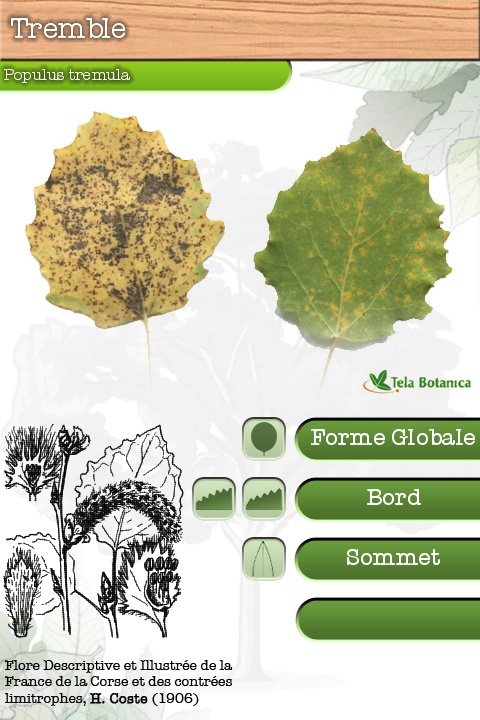 Tremble
Populus tremula
Tela Botanica
Forme Globale
Bord
Sommet
Flore Descriptive et Illustrée de la
France de la Corse et des contrées
limitrophes, H. Coste (1906)